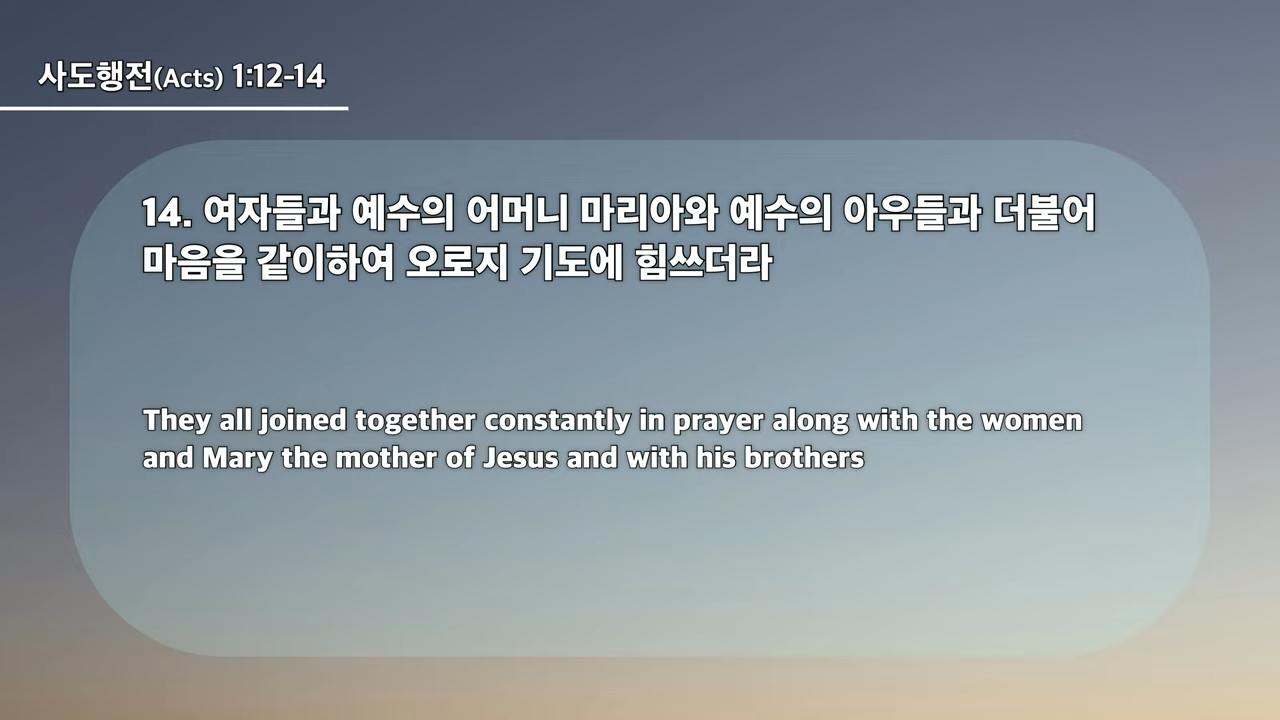 사도행전(Acts) 1:12-14
14. 여자들과 예수의 어머니 마리아와 예수의 아우들과 더불어
마음을 같이하여 오로지 기도에 힘쓰더라
They all joined together constantly in prayer along with the women
and Mary the mother of Jesus and with his brothers